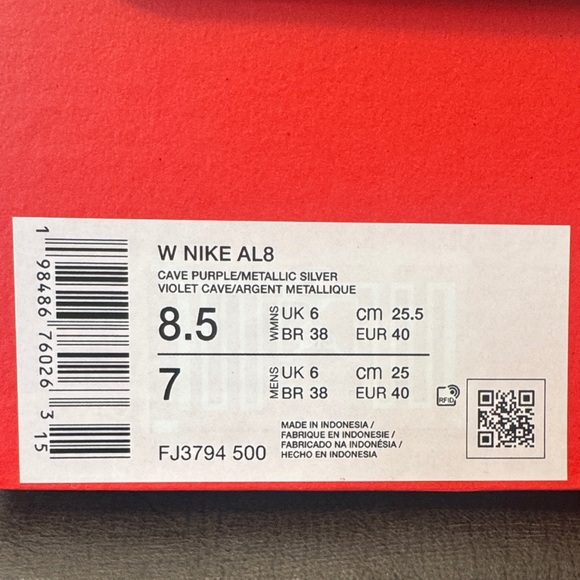 1 98486 76026 3 15
W NIKE AL8
CAVE PURPLE/METALLIC SILVER
VIOLET CAVE/ARGENT METALLIQUE
8.5 WMNS UK 6 cm 25.5
BR 38 EUR 40
7 MENS UK 6 cm 25
BR 38 EUR 40
RFID
FJ3794 500
MADE IN INDONESIA /
FABRIQUE EN INDONESIE /
FABRICADO NA INDONÉSIA /
HECHO EN INDONESIA